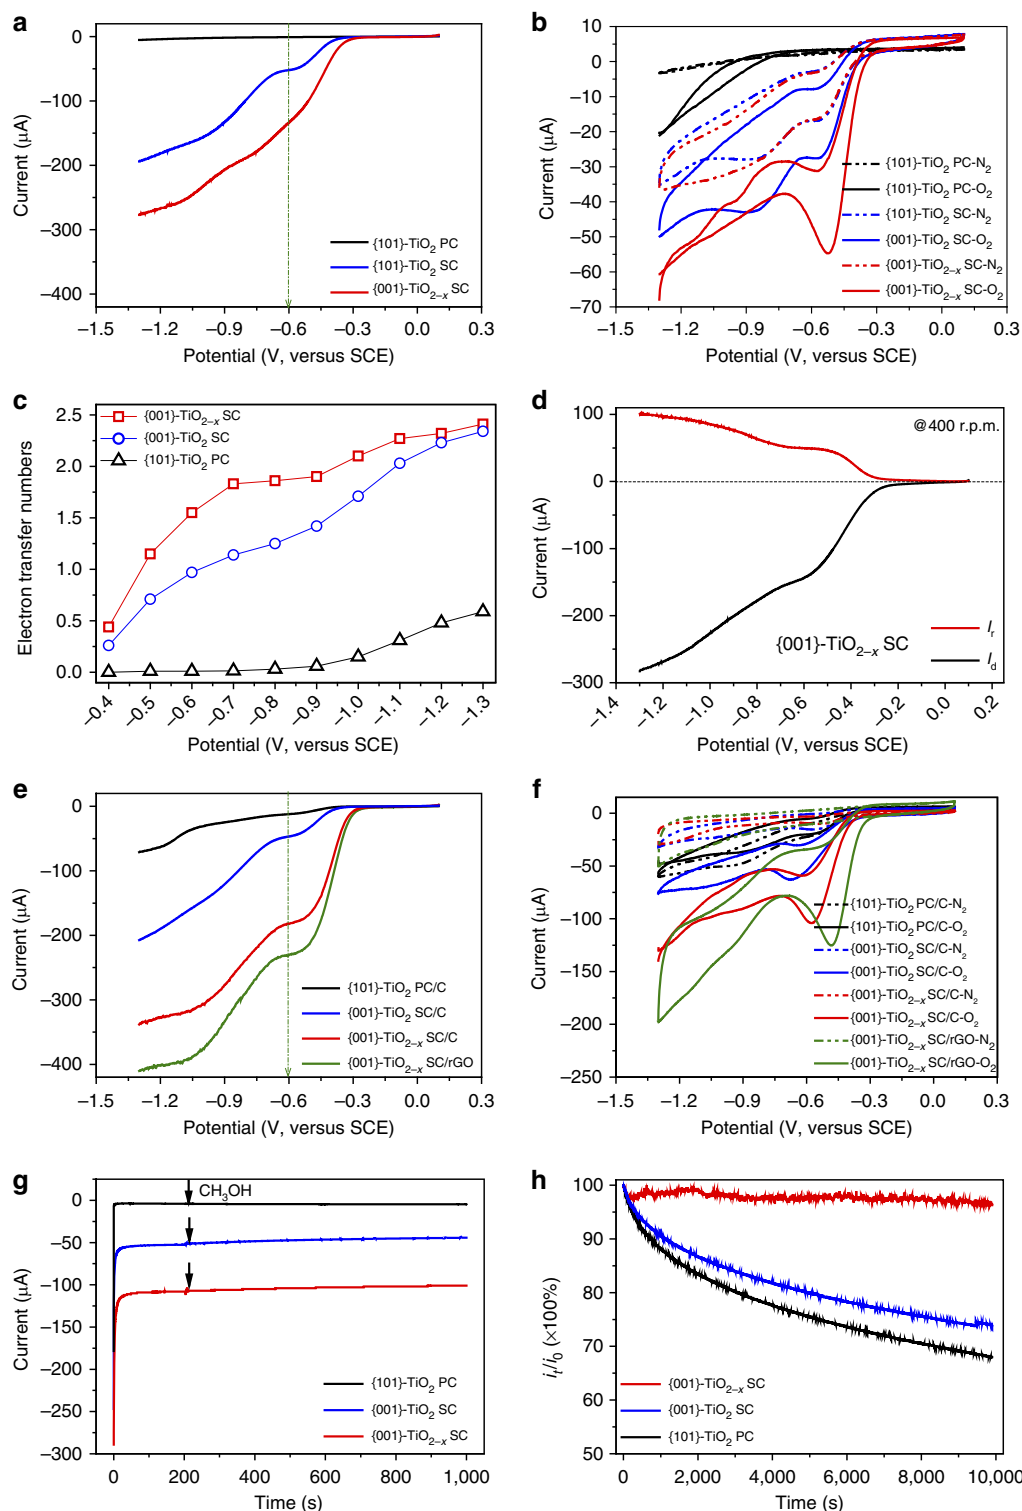 a
0
−100
−200
−300
−400
Current (μA)
−1.5
−1.2
−0.9
−0.6
−0.3
0.0
0.3
Potential (V, versus SCE)
{101}-TiO2 PC
{101}-TiO2 SC
{001}-TiO2−x SC
b
10
0
−10
−20
−30
−40
−50
−60
−70
Current (μA)
−1.5
−1.2
−0.9
−0.6
−0.3
0.0
0.3
Potential (V, versus SCE)
{101}-TiO2 PC-N2
{101}-TiO2 PC-O2
{101}-TiO2 SC-N2
{001}-TiO2 SC-O2
{001}-TiO2−x SC-N2
{001}-TiO2−x SC-O2
c
2.5
2.0
1.5
1.0
0.5
0.0
Electron transfer numbers
−0.4
−0.5
−0.6
−0.7
−0.8
−0.9
−1.0
−1.1
−1.2
−1.3
Potential (V, versus SCE)
{001}-TiO2−x SC
{001}-TiO2 SC
{101}-TiO2 PC
d
100
0
−100
−200
−300
Current (μA)
−1.4
−1.2
−1.0
−0.8
−0.6
−0.4
−0.2
0.0
0.2
Potential (V, versus SCE)
@400 r.p.m.
{001}-TiO2−x SC
Ir
Id
e
0
−100
−200
−300
−400
Current (μA)
−1.5
−1.2
−0.9
−0.6
−0.3
0.0
0.3
Potential (V, versus SCE)
{101}-TiO2 PC/C
{001}-TiO2 SC/C
{001}-TiO2−x SC/C
{001}-TiO2−x SC/rGO
f
0
−50
−100
−150
−200
−250
Current (μA)
−1.5
−1.2
−0.9
−0.6
−0.3
0.0
0.3
Potential (V, versus SCE)
{101}-TiO2 PC/C-N2
{101}-TiO2 PC/C-O2
{001}-TiO2 SC/C-N2
{001}-TiO2 SC/C-O2
{001}-TiO2−x SC/C-N2
{001}-TiO2−x SC/C-O2
{001}-TiO2−x SC/rGO-N2
{001}-TiO2−x SC/rGO-O2
g
0
−50
−100
−150
−200
−250
−300
Current (μA)
0
200
400
600
800
1,000
Time (s)
CH3OH
{101}-TiO2 PC
{001}-TiO2 SC
{001}-TiO2−x SC
h
100
90
80
70
60
50
it/i0 (×100%)
0
2,000
4,000
6,000
8,000
10,000
Time (s)
{001}-TiO2−x SC
{001}-TiO2 SC
{101}-TiO2 PC